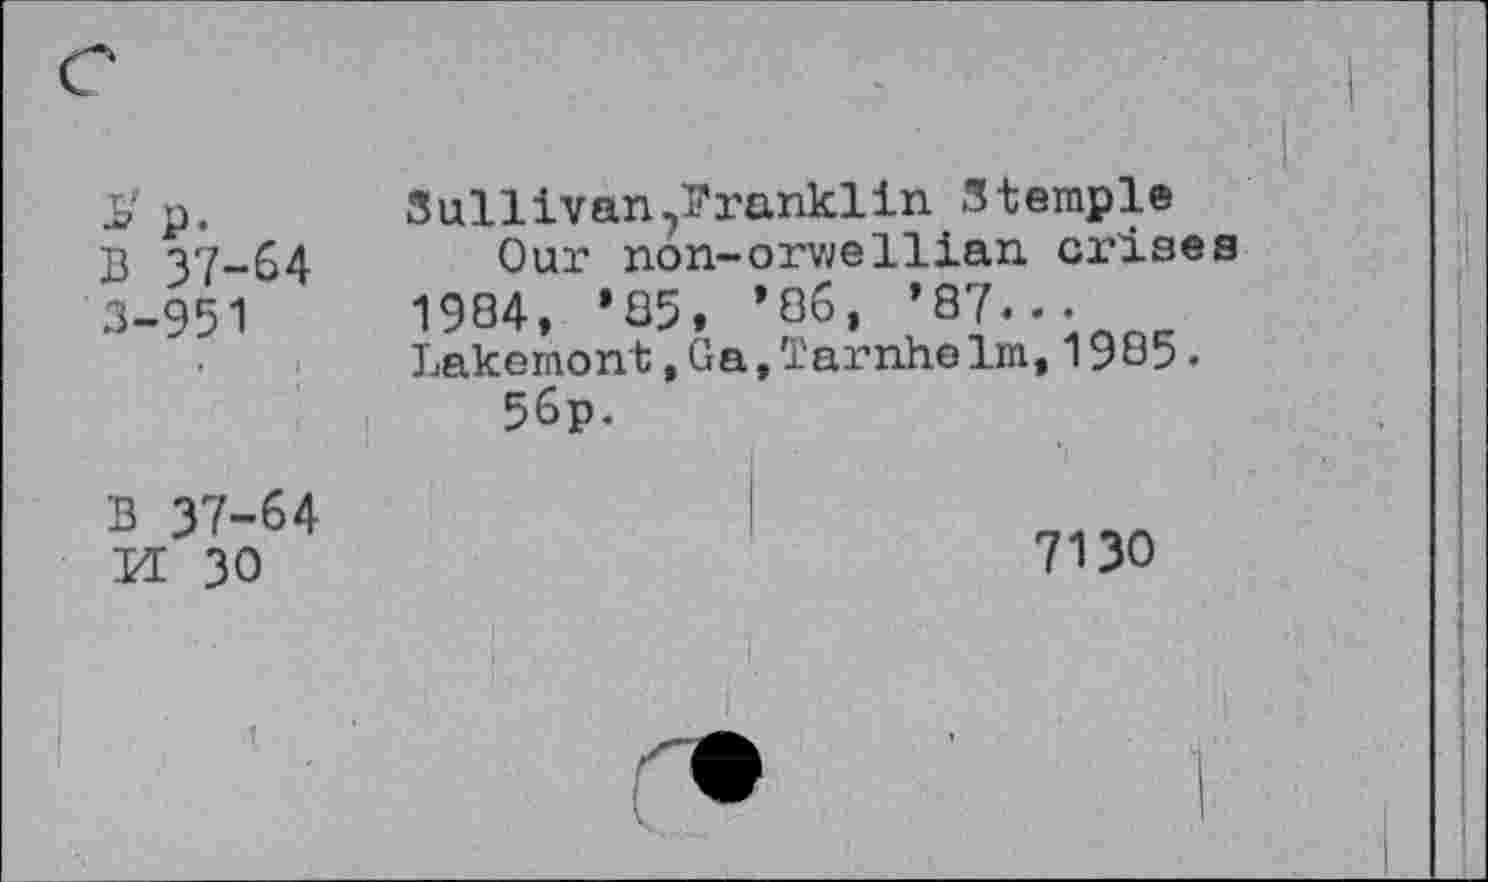 C
Б p.
B 37-64
3-951
Sullivan,Franklin Stemple
Our non-orwellian crises
1984, '85, '86, '87...
Lakemont,Ga,Tarnhelm,1985.
56p.
B 37-64
И 30
7130